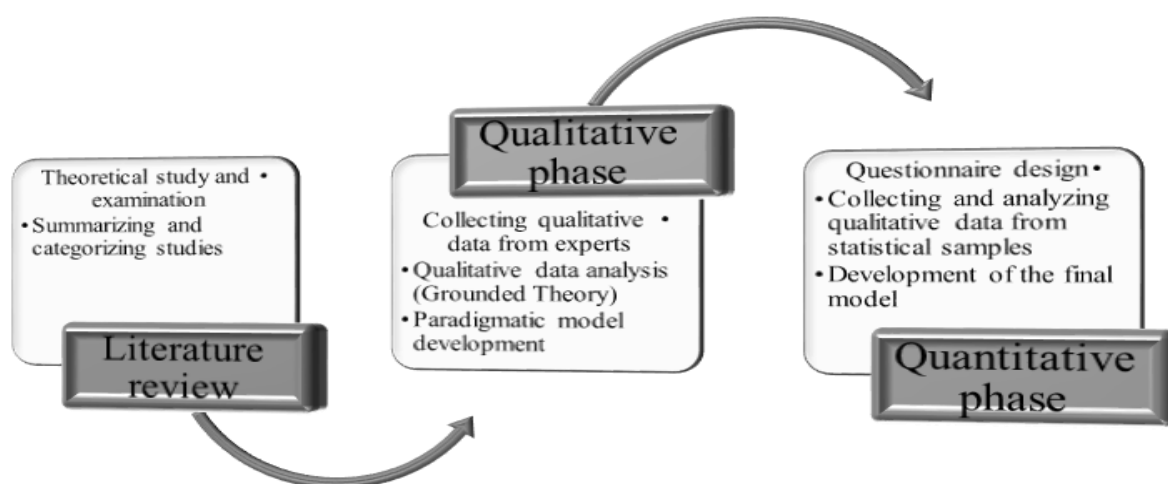 Theoretical study and •
examination
• Summarizing and
categorizing studies
Literature
review
Qualitative
phase
Collecting qualitative •
data from experts
• Qualitative data analysis
(Grounded Theory)
• Paradigmatic model
development
Questionnaire design •
• Collecting and analyzing
qualitative data from
statistical samples
• Development of the final
model
Quantitative
phase